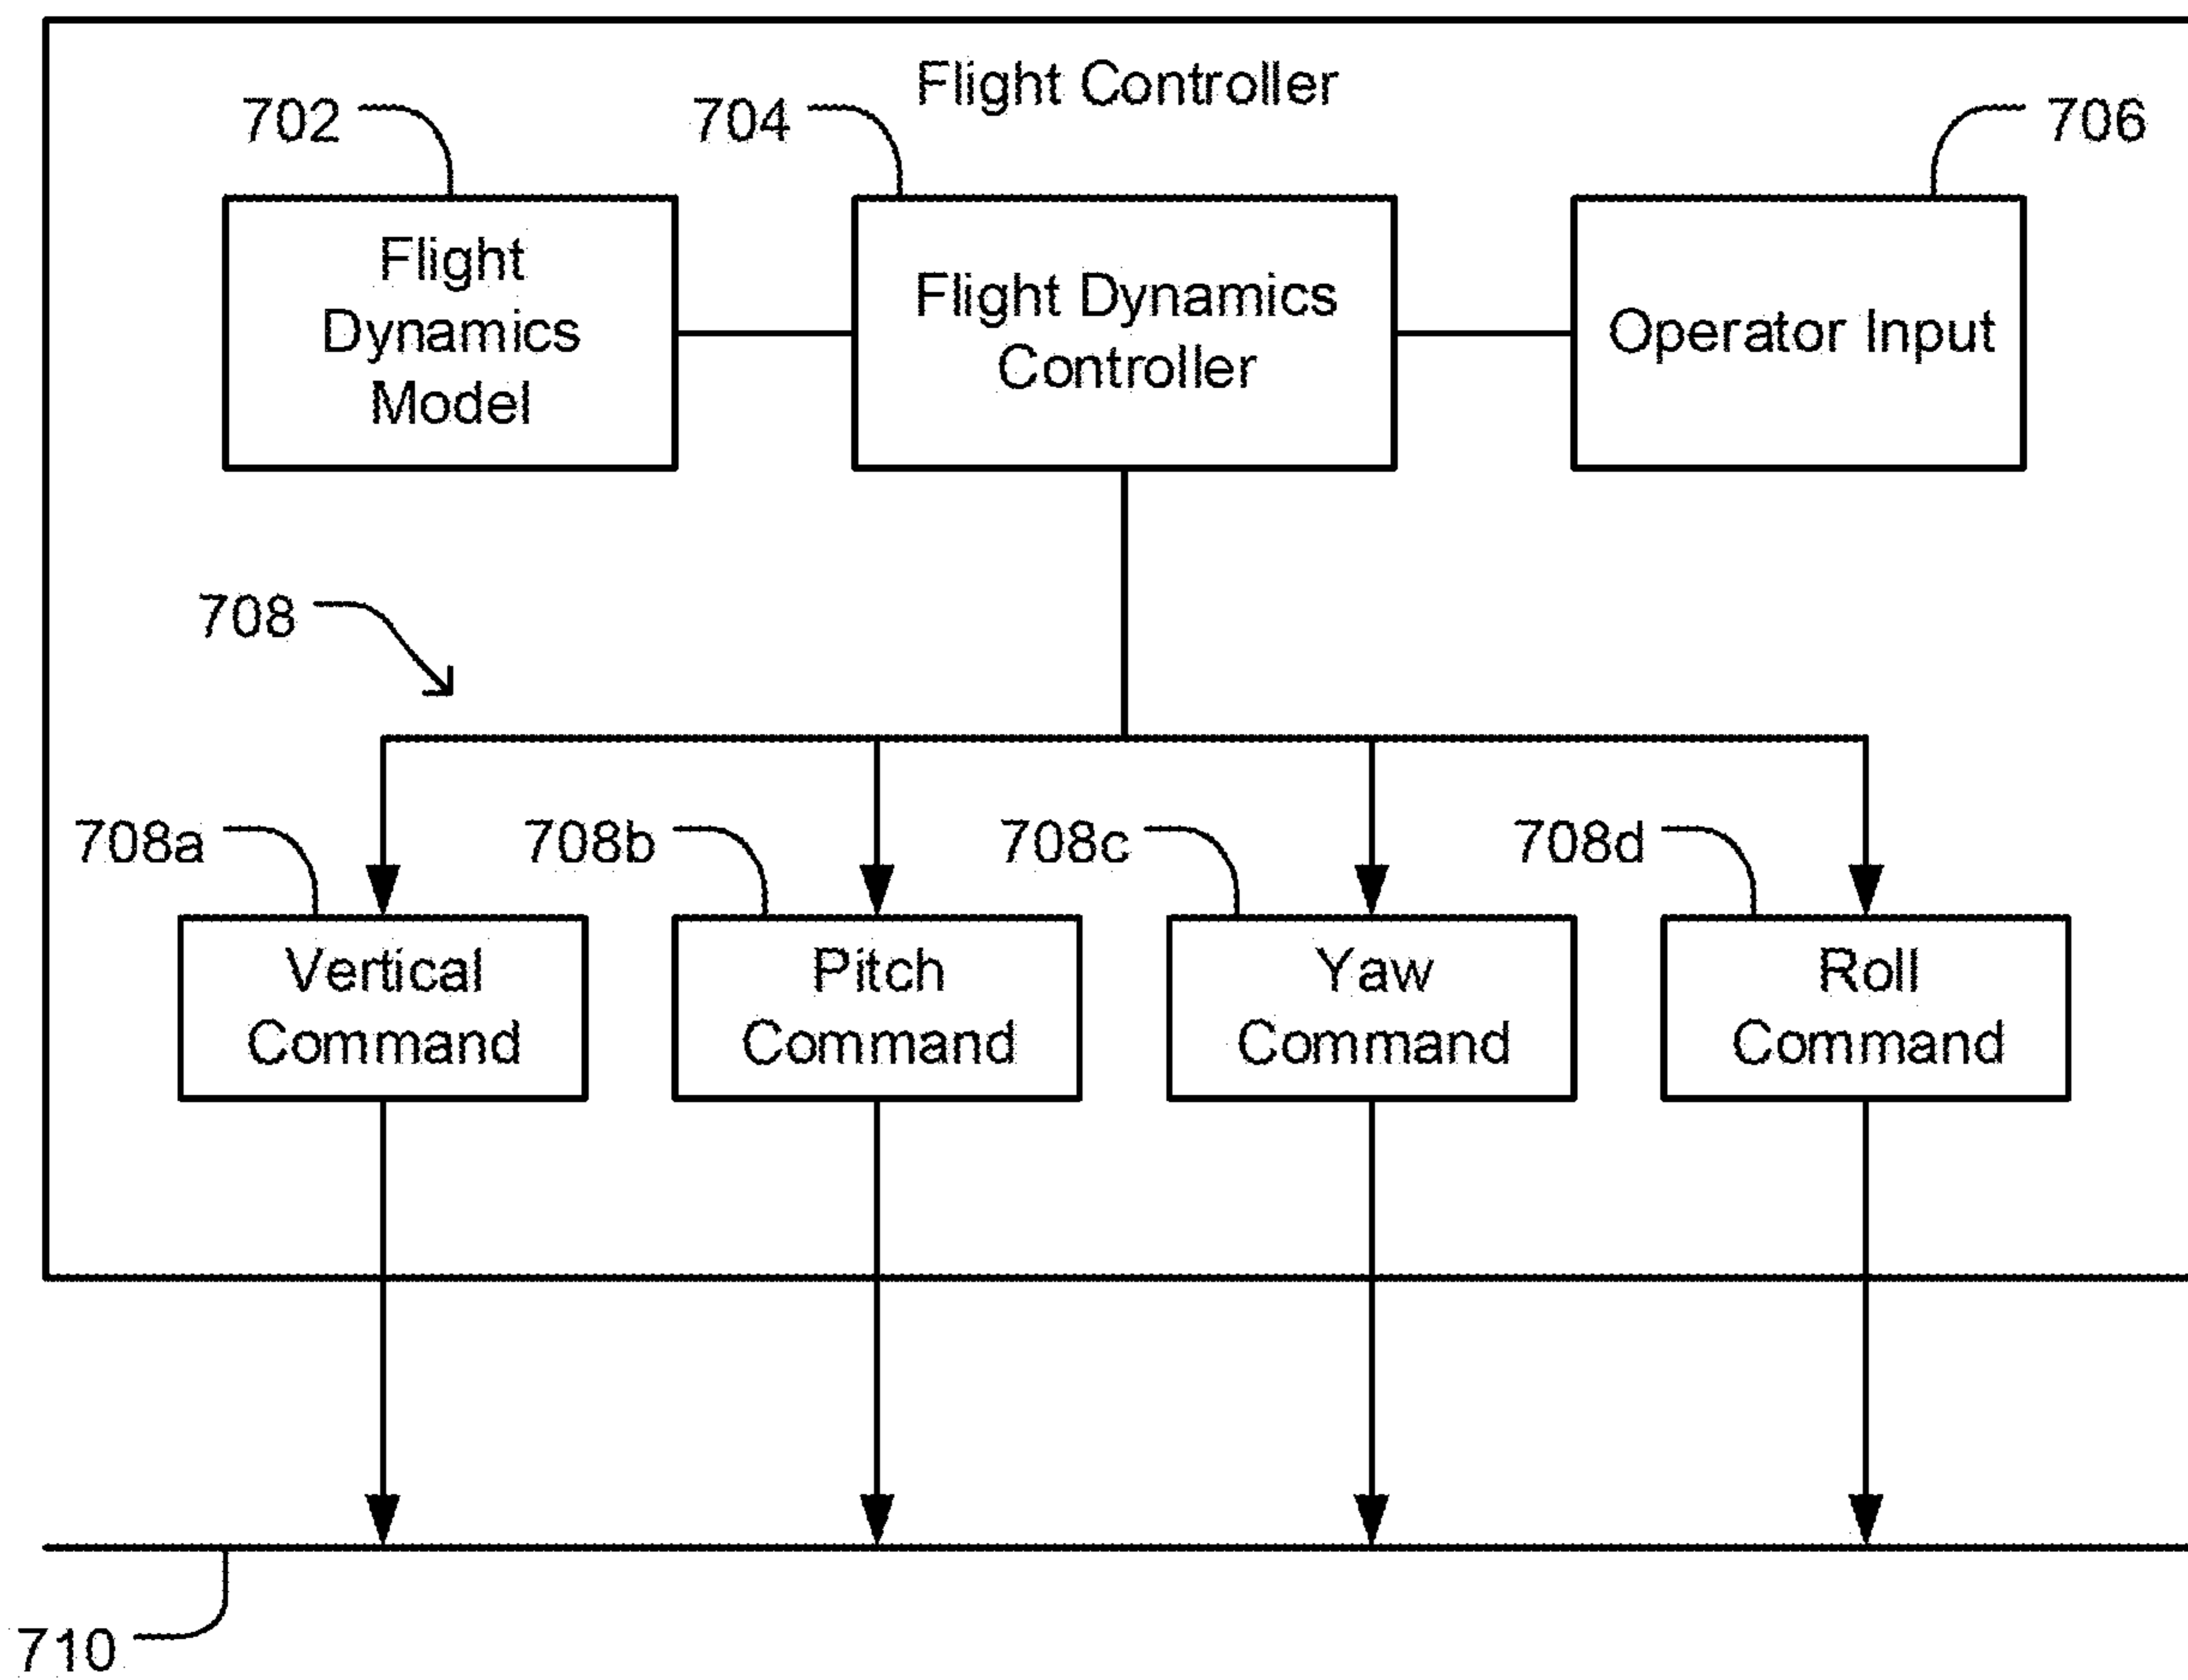 Flight Controller
702
704
706
Flight
Dynamics
Model
Flight Dynamics
Controller
Operator Input
708
708a
708b
708c
708d
Vertical
Command
Pitch
Command
Yaw
Command
Roll
Command
710